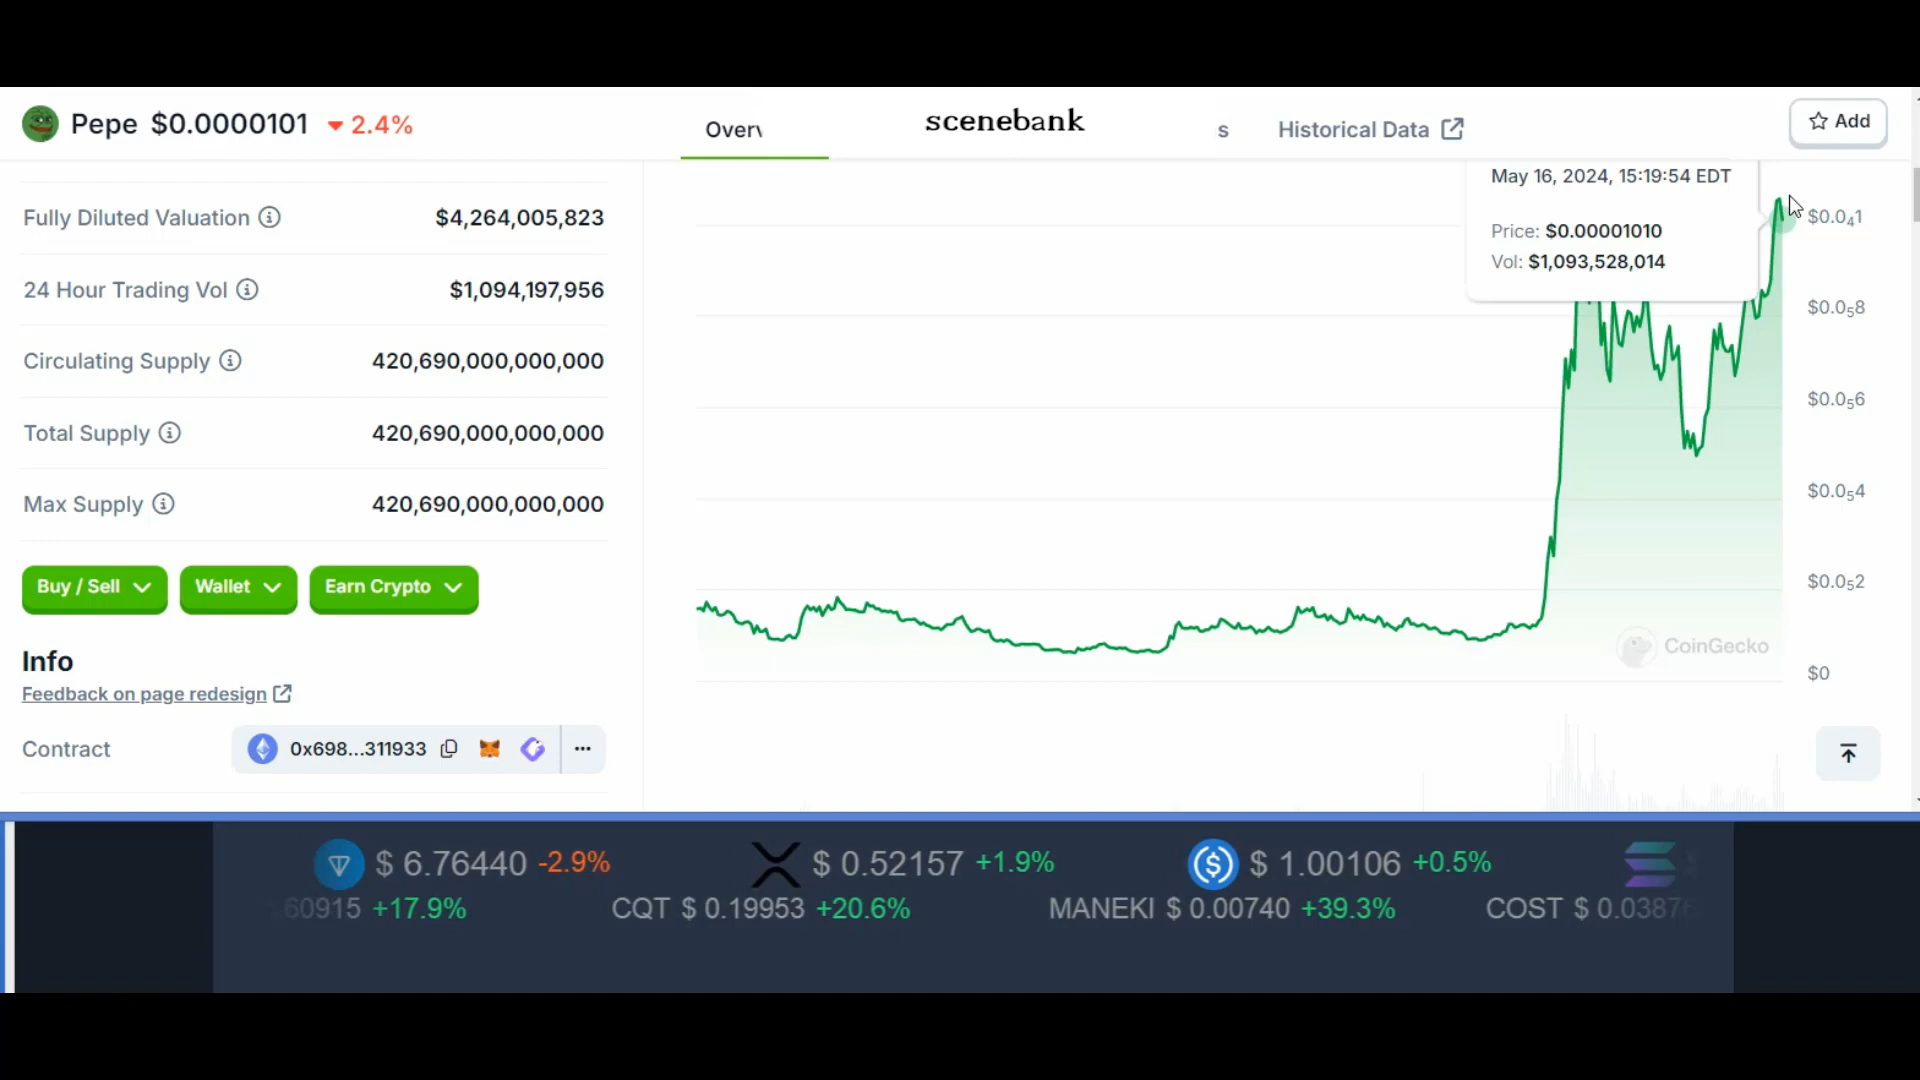 Pepe $0.0000101 2.4%
scenebank
Historical Data
Add
Fully Diluted Valuation $4,264,005,823
24 Hour Trading Vol $1,094,197,956
Circulating Supply 420,690,000,000,000
Total Supply 420,690,000,000,000
Max Supply 420,690,000,000,000
Buy / Sell
Wallet
Earn Crypto
Info
Feedback on page redesign
Contract 0x698...311933
May 16, 2024, 15:19:54 EDT
Price: $0.00001010
Vol: $1,093,528,014
$0.0₄1
$0.0₅8
$0.0₅6
$0.0₅4
$0.0₅2
$0
CoinGecko
$ 6.76440 -2.9% $ 0.52157 +1.9% $ 1.00106 +0.5%
60915 +17.9% CQT $ 0.19953 +20.6% MANEKI $ 0.00740 +39.3% COST $ 0.0387